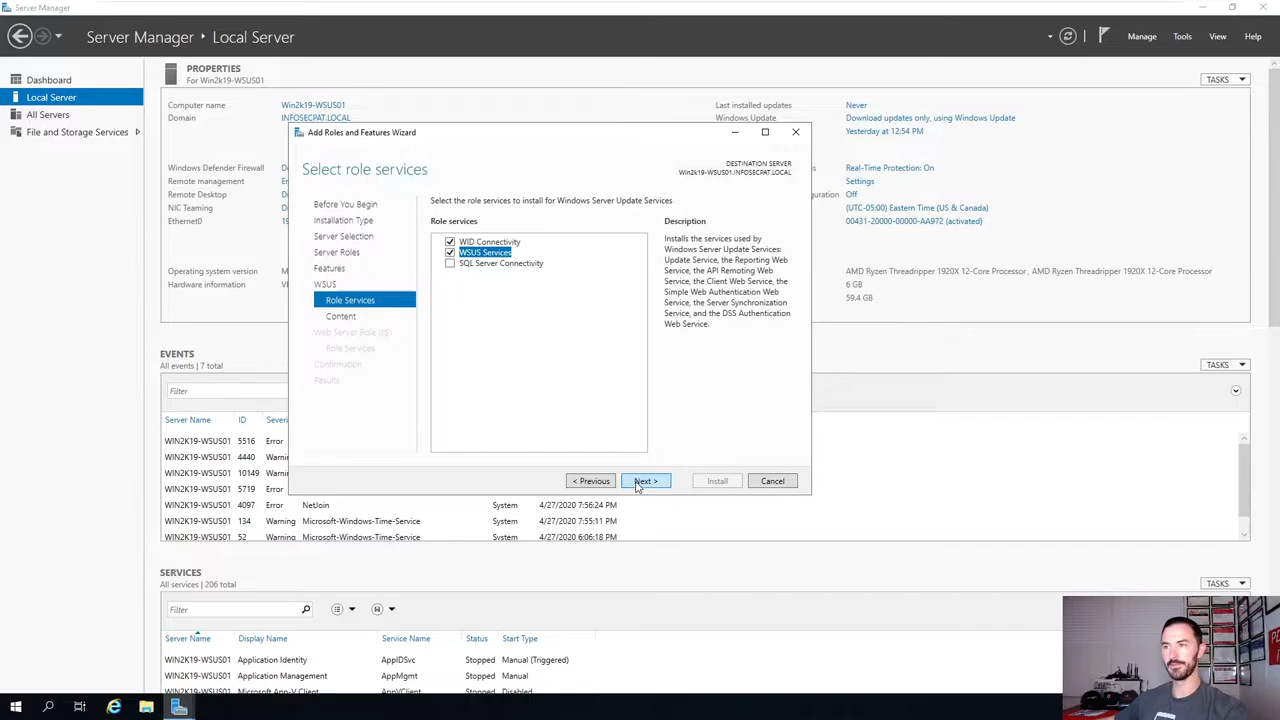 Server Manager
Server Manager • Local Server
Manage Tools View Help
Dashboard
Local Server
All Servers
File and Storage Services
PROPERTIES
For Win2k19-WSUS01
TASKS
Computer name Win2k19-WSUS01
Domain INFOSECPAT.LOCAL
Last installed updates Never
Windows Update Download updates only, using Windows Update
Yesterday at 12:54 PM
Windows Defender Firewall
Remote management
Remote Desktop
NIC Teaming
Ethernet0
Real-Time Protection: On
Settings
Off
(UTC-05:00) Eastern Time (US & Canada)
00431-20000-00000-AA972 (activated)
Operating system version
Hardware information
AMD Ryzen Threadripper 1920X 12-Core Processor , AMD Ryzen Threadripper 1920X 12-Core Processor
6 GB
59.4 GB
Add Roles and Features Wizard
Select role services
DESTINATION SERVER
Win2k19-WSUS01.INFOSECPAT.LOCAL
Before You Begin
Installation Type
Server Selection
Server Roles
Features
WSUS
Role Services
Content
Web Server Role (IIS)
Role Services
Confirmation
Results
Select the role services to install for Windows Server Update Services
Role services
WID Connectivity
WSUS Services
SQL Server Connectivity
Description
Installs the services used by
Windows Server Update Services:
Update Service, the Reporting Web
Service, the API Remoting Web
Service, the Client Web Service, the
Simple Web Authentication Web
Service, the Server Synchronization
Service, and the DSS Authentication
Web Service.
< Previous Next > Install Cancel
EVENTS
All events | 7 total
TASKS
Filter
Server Name ID
WIN2K19-WSUS01 5516 Error
WIN2K19-WSUS01 4440 Warning
WIN2K19-WSUS01 10149 Warning
WIN2K19-WSUS01 5719 Error
WIN2K19-WSUS01 4097 Error NetJoin System 4/27/2020 7:56:24 PM
WIN2K19-WSUS01 134 Warning Microsoft-Windows-Time-Service System 4/27/2020 7:55:11 PM
WIN2K19-WSUS01 52 Warning Microsoft-Windows-Time-Service System 4/27/2020 6:06:18 PM
SERVICES
All services | 206 total
TASKS
Filter
Server Name Display Name Service Name Status Start Type
WIN2K19-WSUS01 Application Identity AppIDSvc Stopped Manual (Triggered)
WIN2K19-WSUS01 Application Management AppMgmt Stopped Manual
WIN2K19-WSUS01 Microsoft App-V Client AppVClient Stopped Disabled